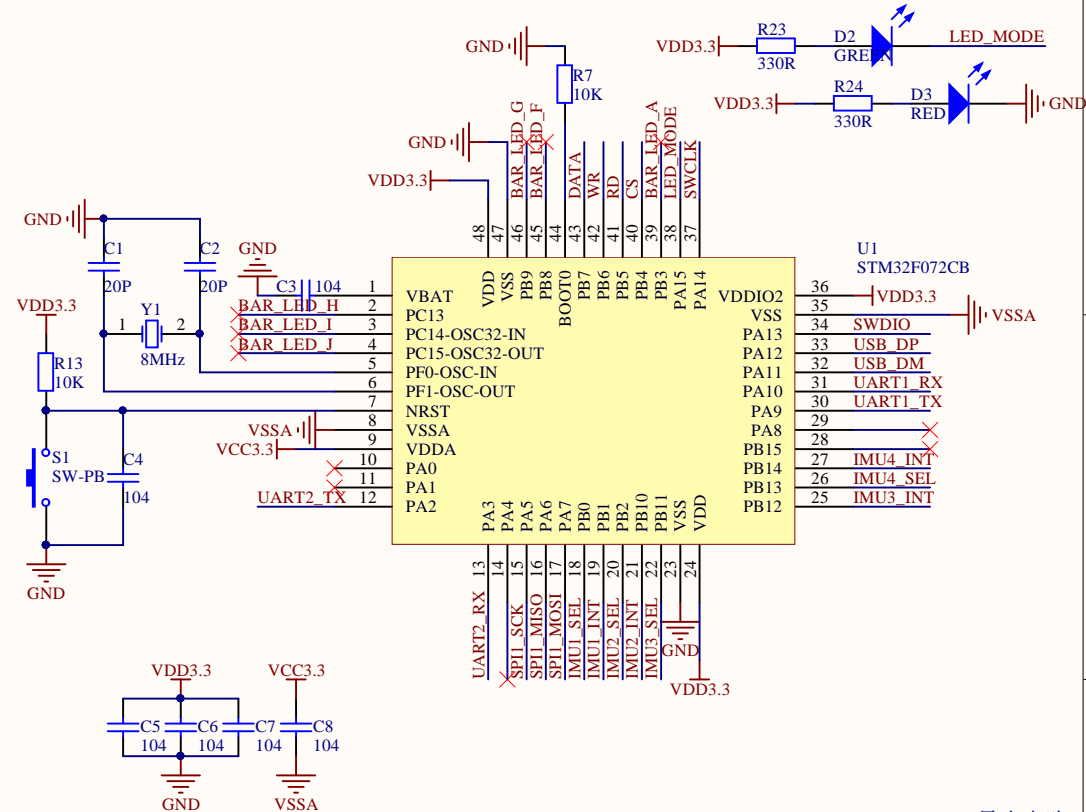 R23
VDD3.3
330R
D2
GREEN
LED_MODE
R24
VDD3.3
330R
D3
RED
GND
GND
R7
10K
GND
VDD3.3
BAR_LED_G
BAR_LED_F
DATA
WR
RD
CS
BAR_LED_A
LED_MODE
SWCLK
48
47
46
45
44
43
42
41
40
39
38
37
VDD
VSS
PB9
PB8
BOOT0
PB7
PB6
PB5
PB4
PB3
PA15
PA14
U1
STM32F072CB
GND
C1
20P
C2
20P
Y1
1
2
8MHz
GND
C3
104
BAR_LED_H
BAR_LED_I
BAR_LED_J
VDD3.3
R13
10K
S1
SW-PB
C4
104
GND
VSSA
VCC3.3
UART2_TX
1 VBAT
2 PC13
3 PC14-OSC32-IN
4 PC15-OSC32-OUT
5 PF0-OSC-IN
6 PF1-OSC-OUT
7 NRST
8 VSSA
9 VDDA
10 PA0
11 PA1
12 PA2
VDDIO2 36 VDD3.3
VSS 35 VSSA
PA13 34 SWDIO
PA12 33 USB_DP
PA11 32 USB_DM
PA10 31 UART1_RX
PA9 30 UART1_TX
PA8 29
PB15 28
PB14 27 IMU4_INT
PB13 26 IMU4_SEL
PB12 25 IMU3_INT
PA3
PA4
PA5
PA6
PA7
PB0
PB1
PB2
PB10
PB11
VSS
VDD
13
14
15
16
17
18
19
20
21
22
23
24
UART2_RX
SPI1_SCK
SPI1_MISO
SPI1_MOSI
IMU1_SEL
IMU1_INT
IMU2_SEL
IMU2_INT
IMU3_SEL
GND
VDD3.3
VDD3.3
VCC3.3
C5
104
C6
104
C7
104
C8
104
GND
VSSA